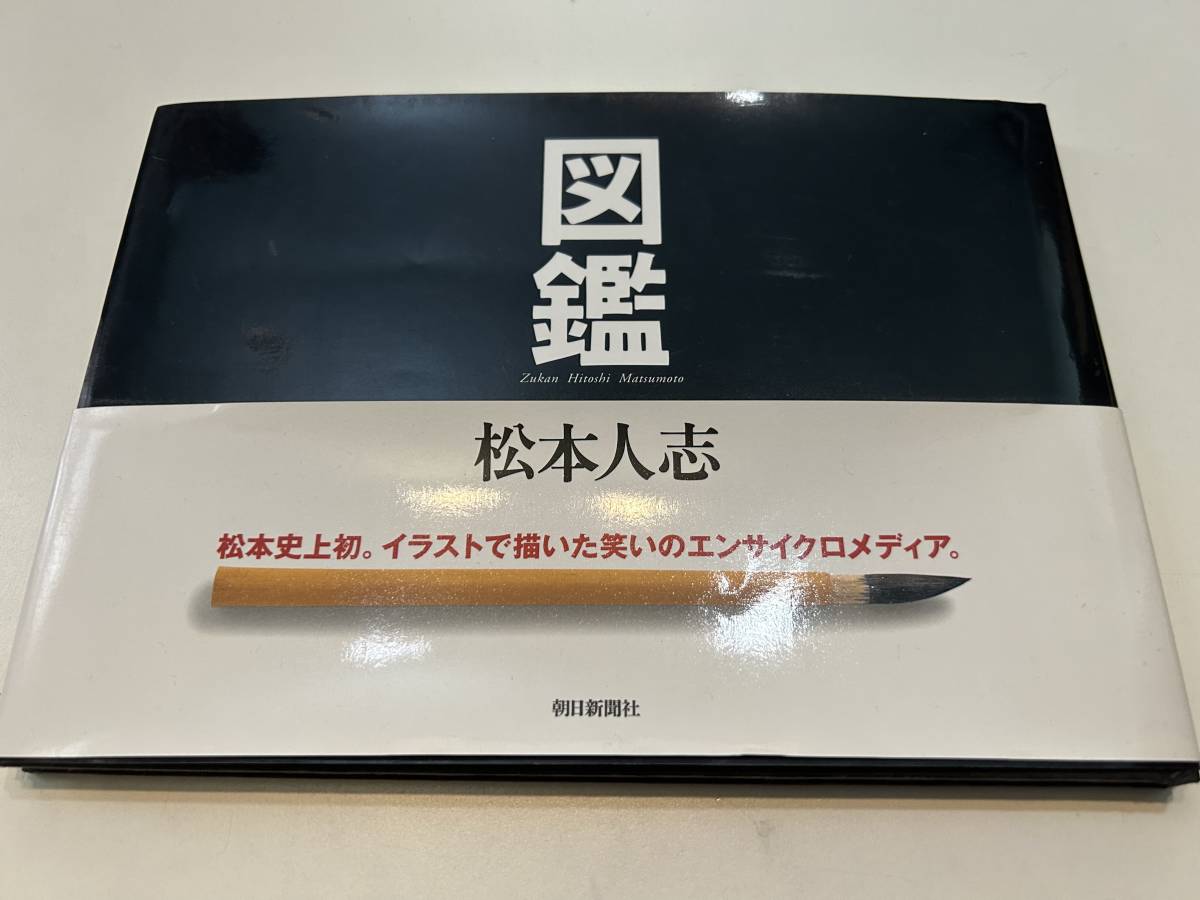 図鑑
Zukan Hitoshi Matsumoto
松本人志
松本史上初。イラストで描いた笑いのエンサイクロメディア。
朝日新聞社